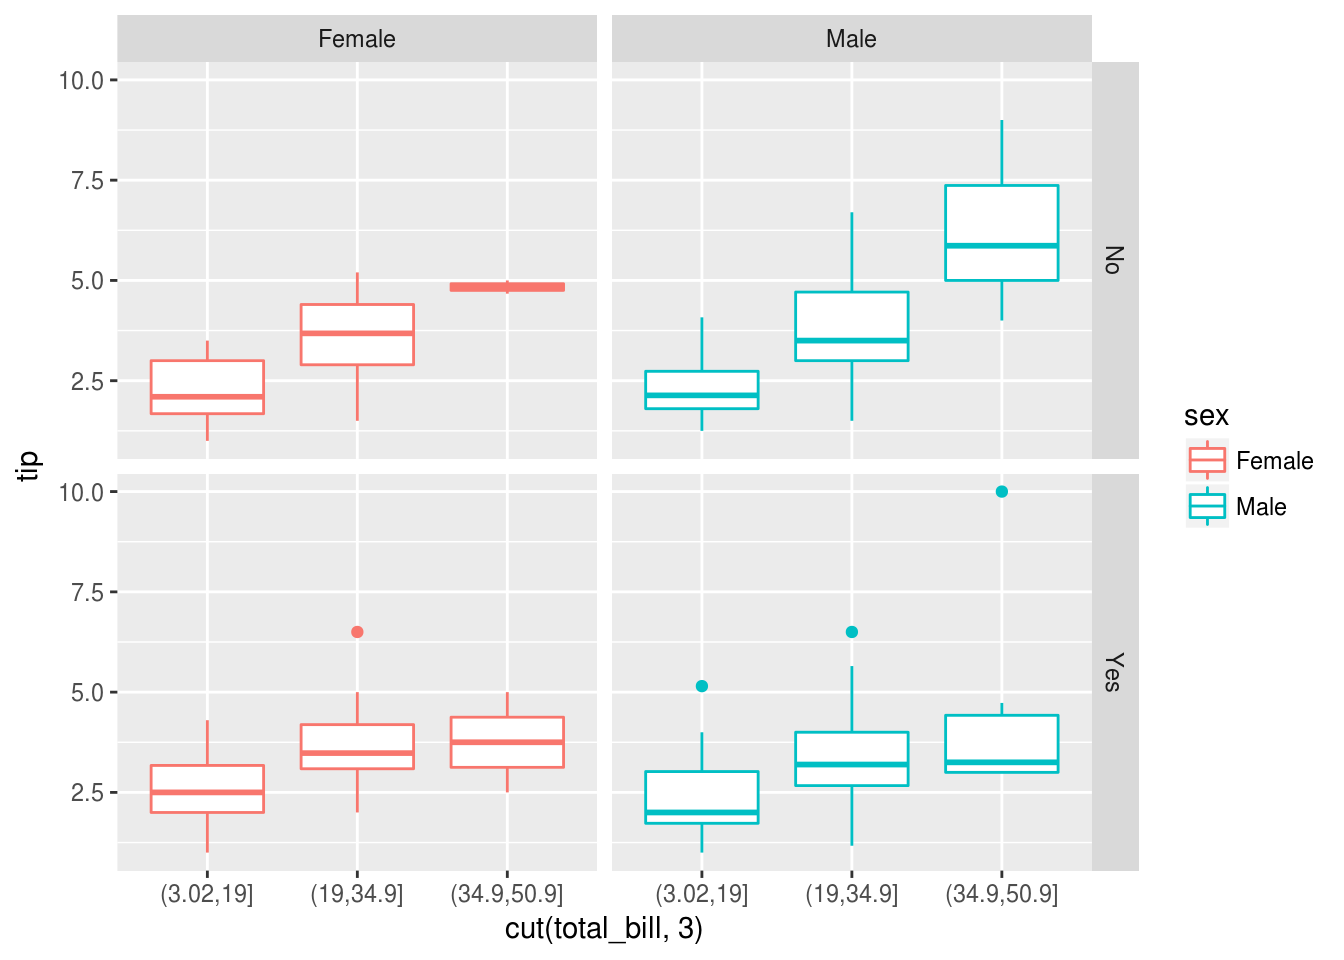 Female Male
10.0
7.5
5.0
2.5
No
tip
10.0
7.5
5.0
2.5
Yes
sex
Female
Male
(3.02,19] (19,34.9] (34.9,50.9] (3.02,19] (19,34.9] (34.9,50.9]
cut(total_bill, 3)